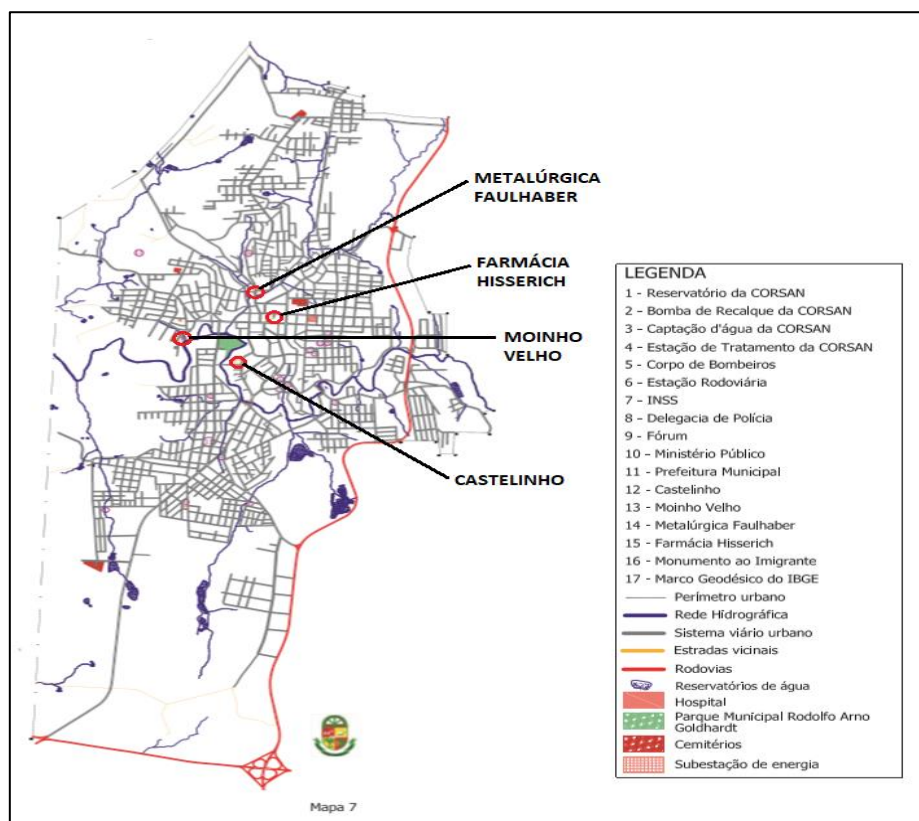 METALÚRGICA
FAULHABER
FARMÁCIA
HISSERICH
MOINHO
VELHO
CASTELINHO
LEGENDA
1 - Reservatório da CORSAN
2 - Bomba de Recalque da CORSAN
3 - Captação d'água da CORSAN
4 - Estação de Tratamento da CORSAN
5 - Corpo de Bombeiros
6 - Estação Rodoviária
7 - INSS
8 - Delegacia de Polícia
9 - Fórum
10 - Ministério Público
11 - Prefeitura Municipal
12 - Castelinho
13 - Moinho Velho
14 - Metalúrgica Faulhaber
15 - Farmácia Hisserich
16 - Monumento ao Imigrante
17 - Marco Geodésico do IBGE
Perímetro urbano
Rede Hidrográfica
Sistema viário urbano
Estradas vicinais
Rodovias
Reservatórios de água
Hospital
Parque Municipal Rodolfo Arno
Goldhardt
Cemitérios
Subestação de energia
Mapa 7